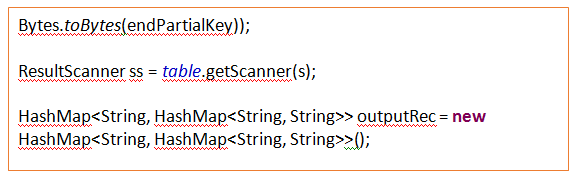 Bytes.toBytes(endPartialKey));
ResultScanner ss = table.getScanner(s);
HashMap<String, HashMap<String, String>> outputRec = new
HashMap<String, HashMap<String, String>>();